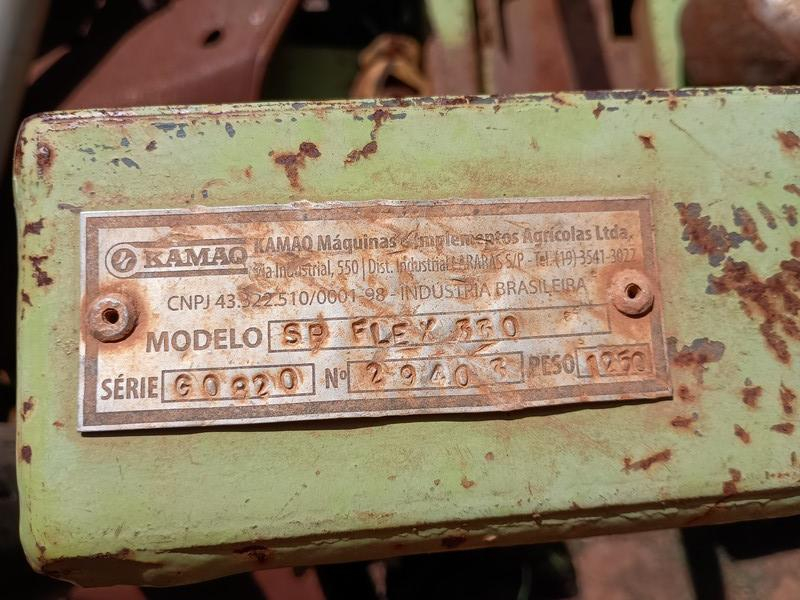 KAMAQ KAMAQ Máquinas e Implementos Agrícolas Ltda.
Via Industrial, 550 | Dist. Industrial ARARAS S/P - Tel. (19) 3541-3022
CNPJ 43.322.510/0001-98 - INDÚSTRIA BRASILEIRA
MODELO SP FLEX 330
SÉRIE G0820 Nº 29403 PESO 1250